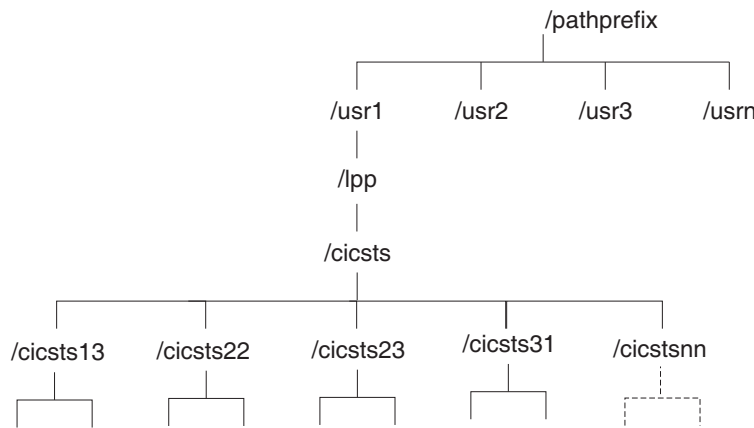 /pathprefix
/usr1 /usr2 /usr3 /usrn
/lpp
/cicsts
/cicsts13 /cicsts22 /cicsts23 /cicsts31 /cicstsnn